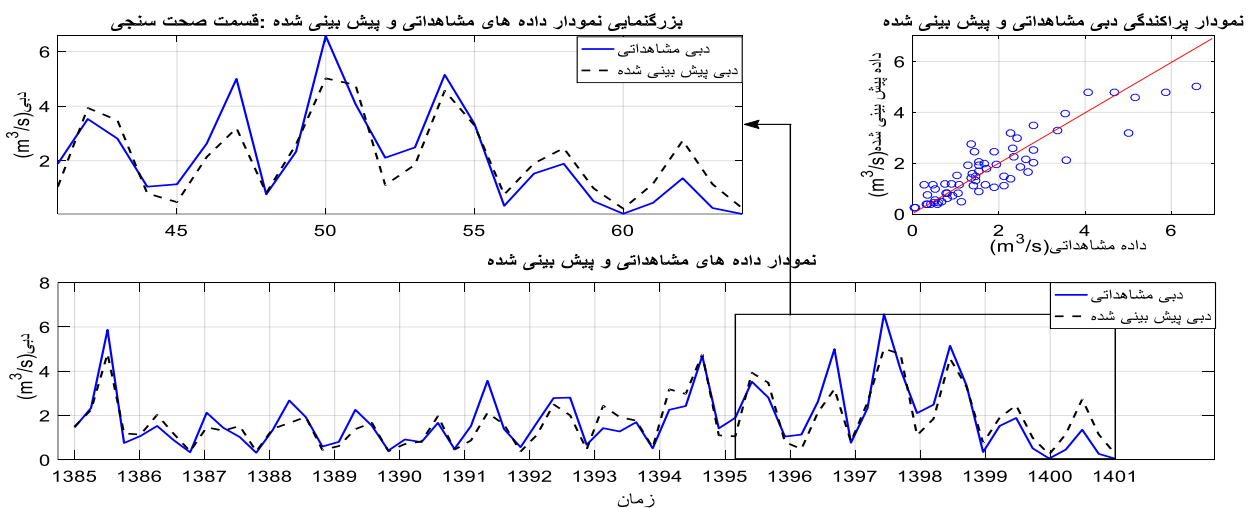 بزرگنمایی نمودار داده های مشاهداتی و پیش بینی شده :قسمت صحت سنجی
دبی(m³/s)
6
4
2
45 50 55 60
دبی مشاهداتی
دبی پیش بینی شده
نمودار پراکندگی دبی مشاهداتی و پیش بینی شده
داده پیش بینی شده(m³/s)
6
4
2
0
0 2 4 6
داده مشاهداتی(m³/s)
نمودار داده های مشاهداتی و پیش بینی شده
دبی(m³/s)
8
6
4
2
0
دبی مشاهداتی
دبی پیش بینی شده
1385 1386 1387 1388 1389 1390 1391 1392 1393 1394 1395 1396 1397 1398 1399 1400 1401
زمان